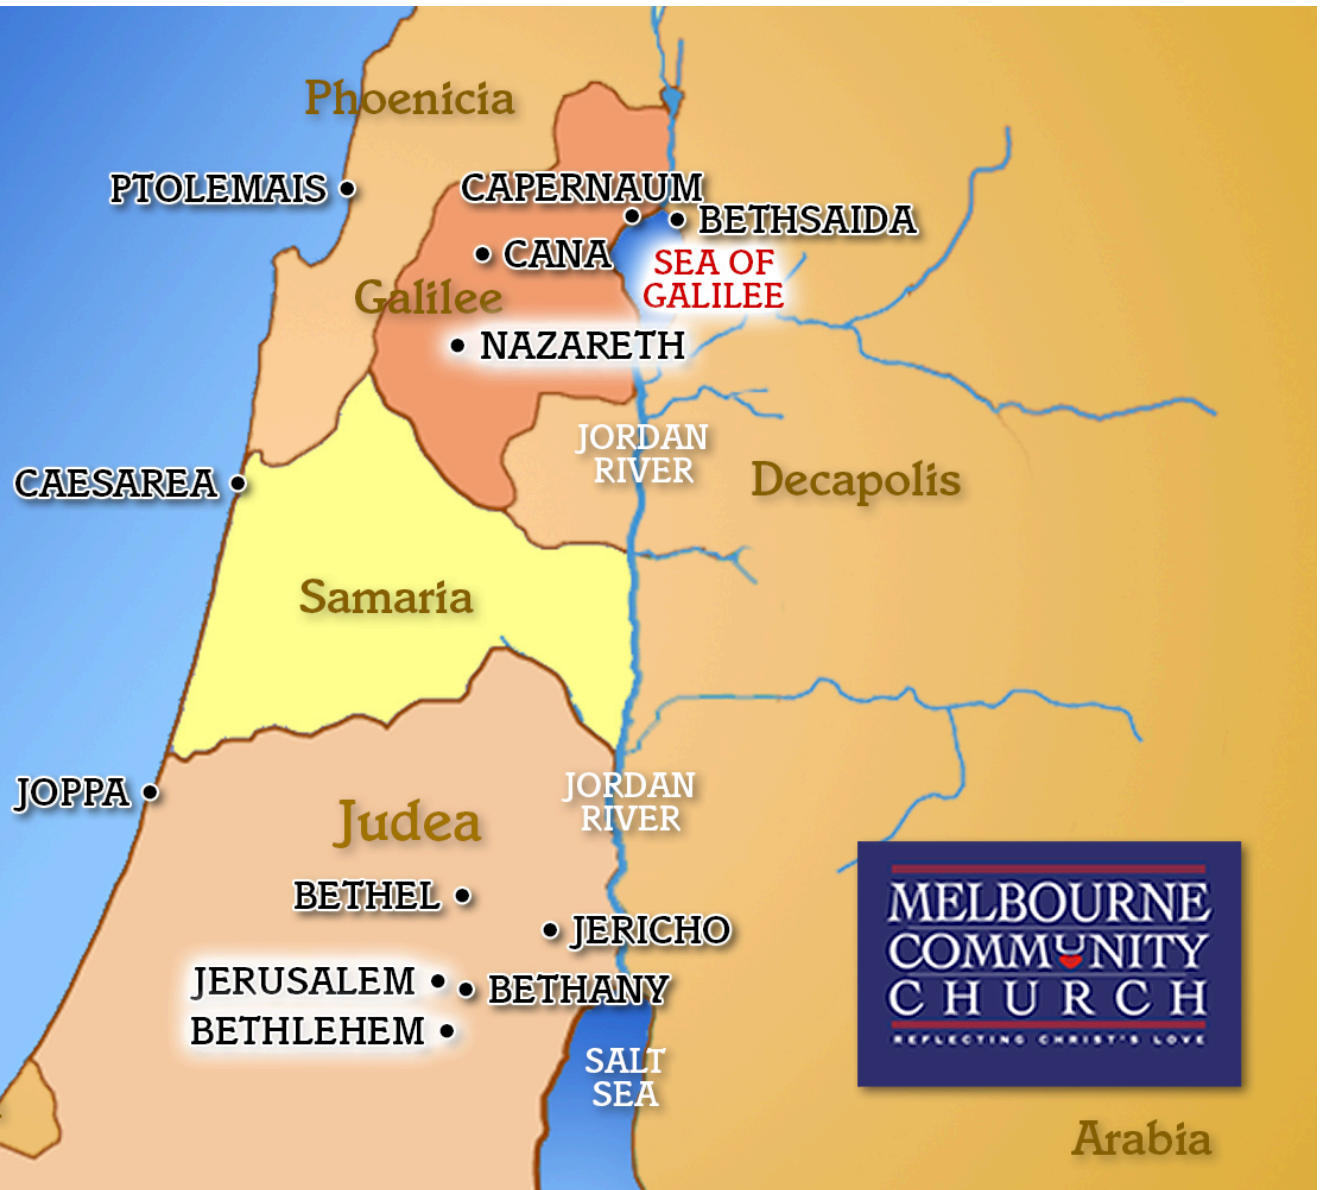 Phoenicia
PTOLEMAIS
CAPERNAUM
BETHSAIDA
CANA
SEA OF
GALILEE
Galilee
NAZARETH
JORDAN
RIVER
CAESAREA
Decapolis
Samaria
JOPPA
JORDAN
RIVER
Judea
BETHEL
JERICHO
JERUSALEM
BETHANY
BETHLEHEM
SALT
SEA
MELBOURNE
COMMUNITY
CHURCH
REFLECTING CHRIST'S LOVE
Arabia